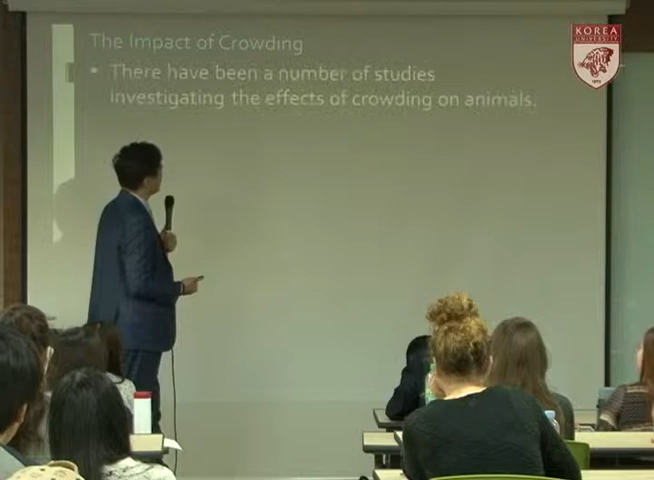 The Impact of Crowding
• There have been a number of studies
investigating the effects of crowding on animals.
KOREA
UNIVERSITY